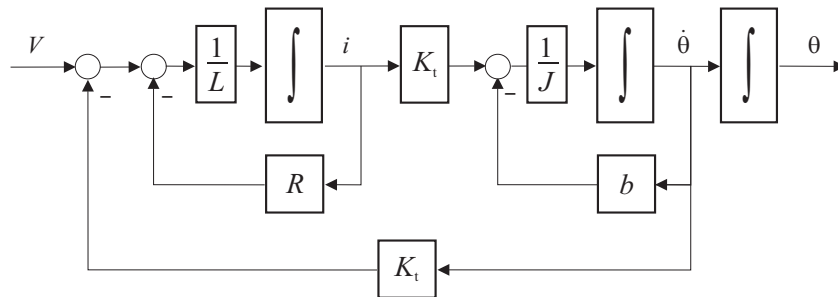 V − − 1/L ∫ i K_t − 1/J ∫ θ̇ ∫ θ
R b
K_t